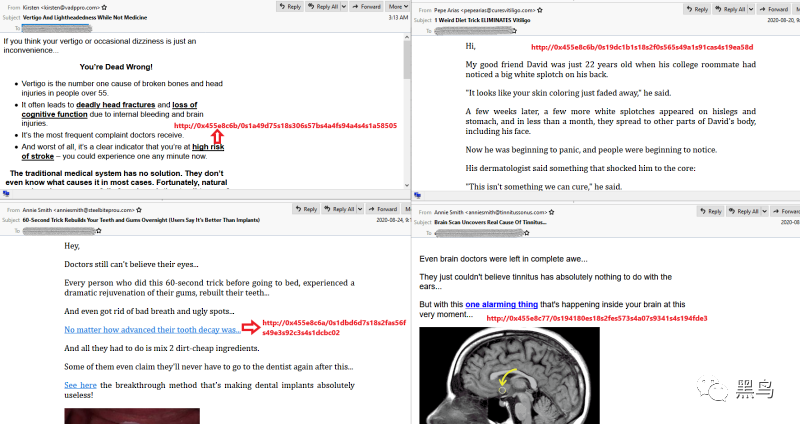 From Kirsten <kirsten@vadppro.com>
Reply Reply All Forward More
Subject Vertigo And Lightheadedness While Not Medicine
3:13 AM
To
If you think your vertigo or occasional dizziness is just an
inconvenience...
You're Dead Wrong!
• Vertigo is the number one cause of broken bones and head
injuries in people over 55.
• It often leads to deadly head fractures and loss of
cognitive function due to internal bleeding and brain
injuries.
http://0x455e8c6b/0s1a49d75s18s306s57bs4a4fs94a4s4s1a58505
• It's the most frequent complaint doctors receive.
• And worst of all, it's a clear indicator that you're at high risk
of stroke – you could experience one any minute now.
The traditional medical system has no solution. They don't
even know what causes it in most cases. Fortunately, natural
From Pepe Arias <pepearias@curesvitiligo.com>
Reply Reply All Forward
Subject 1 Weird Diet Trick ELIMINATES Vitiligo
2020-08-20,
To
Hi,
http://0x455e8c6b/0s19dc1b1s18s2f0s565s49a1s91cas4s19ea58d
My good friend David was just 22 years old when his college roommate had
noticed a big white splotch on his back.
"It looks like your skin coloring just faded away," he said.
A few weeks later, a few more white splotches appeared on hislegs and
stomach, and in less than a month, they spread to other parts of David's body,
including his face.
Now he was beginning to panic, and people were beginning to notice.
His dermatologist said something that shocked him to the core:
"This isn't something we can cure," he said.
From Annie Smith <anniesmith@steelbiteprou.com>
Reply Reply All Forward
Subject 60-Second Trick Rebuilds Your Teeth and Gums Overnight (Users Say It's Better Than Implants)
2020-08-24, 9:1
To
Hey,
Doctors still can't believe their eyes...
Every person who did this 60-second trick before going to bed, experienced a
dramatic rejuvenation of their gums, rebuilt their teeth...
And even got rid of bad breath and ugly spots...
No matter how advanced their tooth decay was...
http://0x455e8c6a/0s1dbd6d7s18s2fas56f
s49e3s92c3s4s1dcbc02
And all they had to do is mix 2 dirt-cheap ingredients.
Some of them even claim they'll never have to go to the dentist again after this...
See here the breakthrough method that's making dental implants absolutely
useless!
From Annie Smith <anniesmith@tinnitussonus.com>
Reply Reply All Forward
Subject Brain Scan Uncovers Real Cause Of Tinnitus...
2020-08-
To
Even brain doctors were left in complete awe...
They just couldn't believe tinnitus has absolutely nothing to do with the
ears...
But with this one alarming thing that's happening inside your brain at this
very moment...
http://0x455e8c77/0s194180es18s2fes573s4a07s9341s4s194fde3
黑鸟